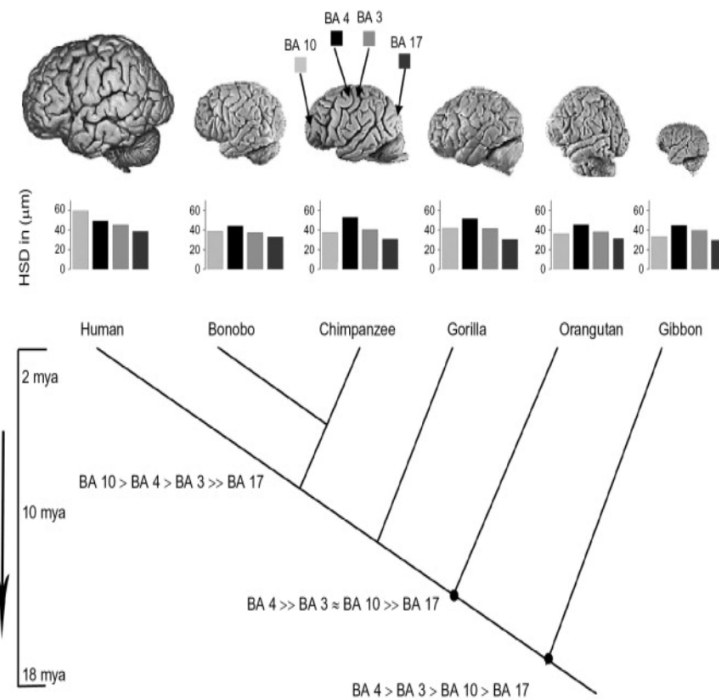 BA 4 BA 3
BA 10 BA 17
HSD in (μm)
60 60 60 60 60 60
40 40 40 40 40 40
20 20 20 20 20 20
0 0 0 0 0 0
Human Bonobo Chimpanzee Gorilla Orangutan Gibbon
2 mya
BA 10 > BA 4 > BA 3 >> BA 17
10 mya
BA 4 >> BA 3 ≈ BA 10 >> BA 17
18 mya
BA 4 > BA 3 > BA 10 > BA 17